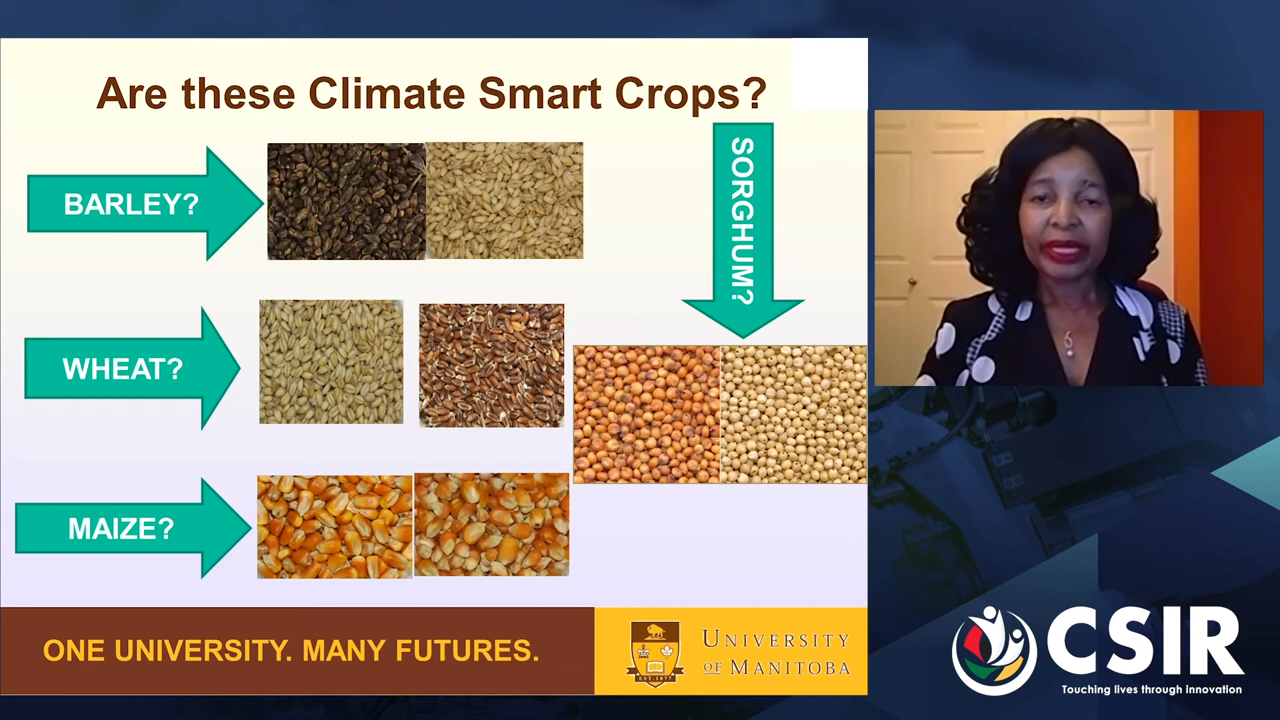 Are these Climate Smart Crops?
BARLEY?
SORGHUM?
WHEAT?
MAIZE?
ONE UNIVERSITY. MANY FUTURES.
UNIVERSITY
OF MANITOBA
CSIR
Touching lives through innovation